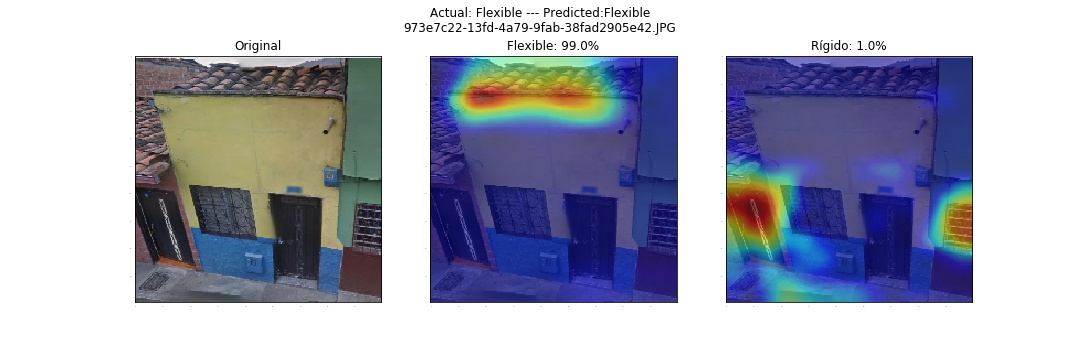 Actual: Flexible --- Predicted:Flexible
973e7c22-13fd-4a79-9fab-38fad2905e42.JPG
Original
Flexible: 99.0%
Rígido: 1.0%